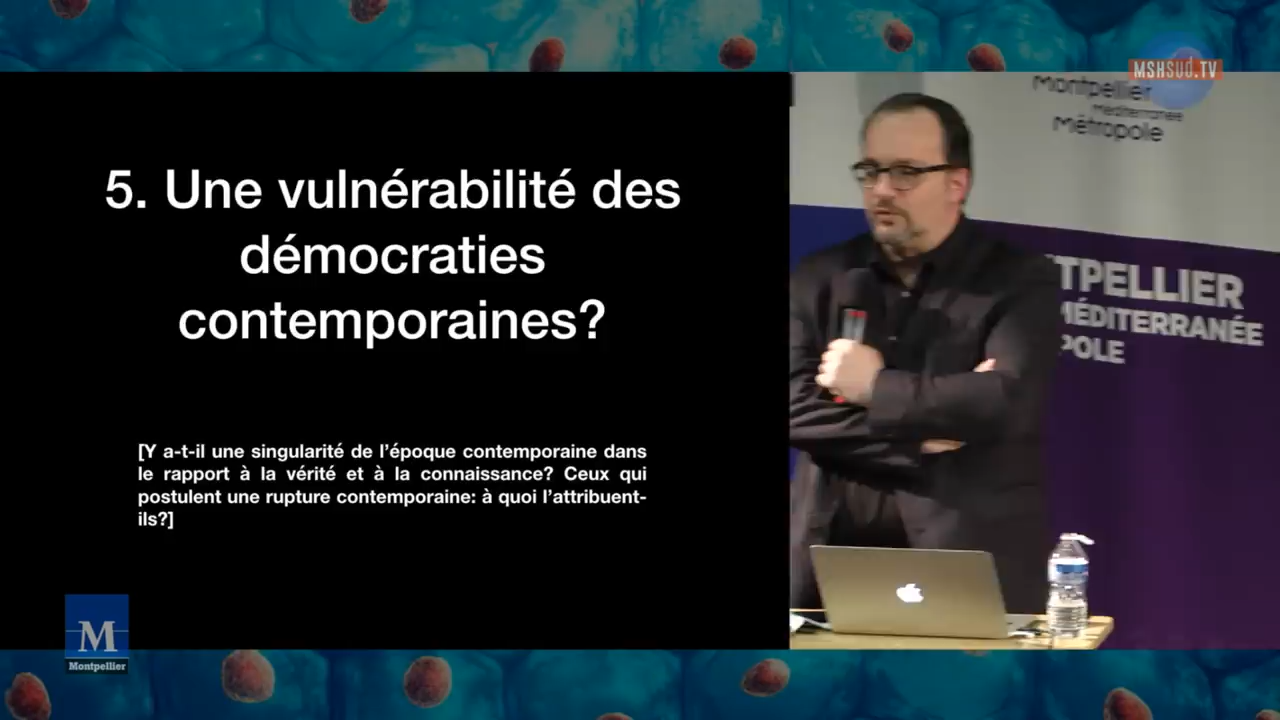 MSHSUD.TV
Montpellier
Méditerranée
Métropole
5. Une vulnérabilité des
démocraties
contemporaines?
TPELLIER
MÉDITERRANÉE
POLE
[Y a-t-il une singularité de l'époque contemporaine dans
le rapport à la vérité et à la connaissance? Ceux qui
postulent une rupture contemporaine: à quoi l'attribuent-
ils?]
M
Montpellier